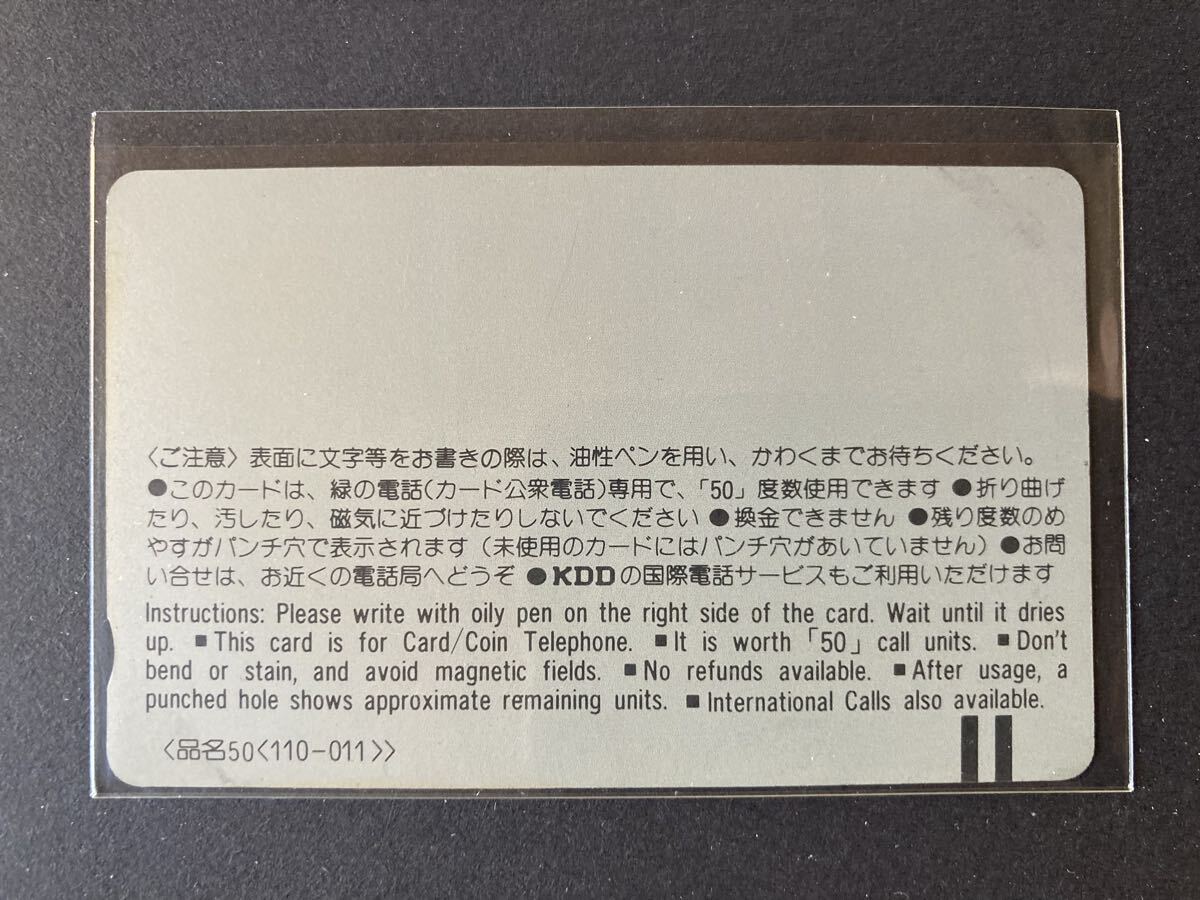 〈ご注意〉表面に文字等をお書きの際は、油性ペンを用い、かわくまでお待ちください。
●このカードは、緑の電話(カード公衆電話)専用で、「50」度数使用できます ●折り曲げ
たり、汚したり、磁気に近づけたりしないでください ●換金できません ●残り度数のめ
やすがパンチ穴で表示されます(未使用のカードにはパンチ穴があいていません) ●お問
い合せは、お近くの電話局へどうぞ ●KDDの国際電話サービスもご利用いただけます
Instructions: Please write with oily pen on the right side of the card. Wait until it dries
up. ■ This card is for Card/Coin Telephone. ■ It is worth「50」call units. ■ Don't
bend or stain, and avoid magnetic fields. ■ No refunds available. ■ After usage, a
punched hole shows approximate remaining units. ■ International Calls also available.
〈品名50〈110-011〉〉